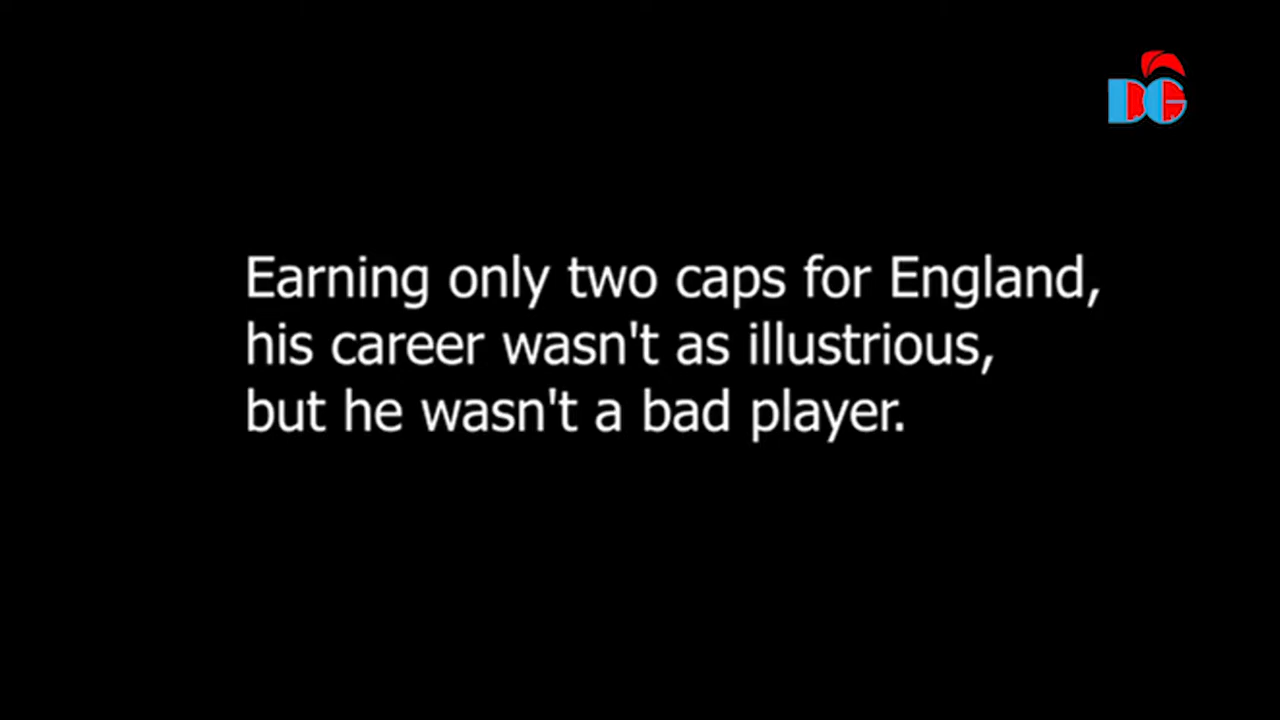 DG
Earning only two caps for England,
his career wasn't as illustrious,
but he wasn't a bad player.